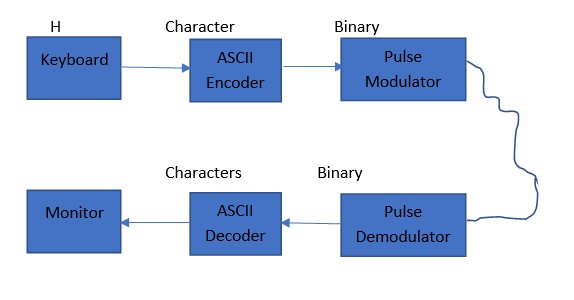 H
Character
Binary
Keyboard
ASCII
Encoder
Pulse
Modulator
Characters
Binary
Monitor
ASCII
Decoder
Pulse
Demodulator